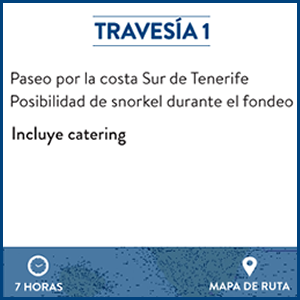 TRAVESÍA 1
Paseo por la costa Sur de Tenerife
Posibilidad de snorkel durante el fondeo
Incluye catering
7 HORAS
MAPA DE RUTA